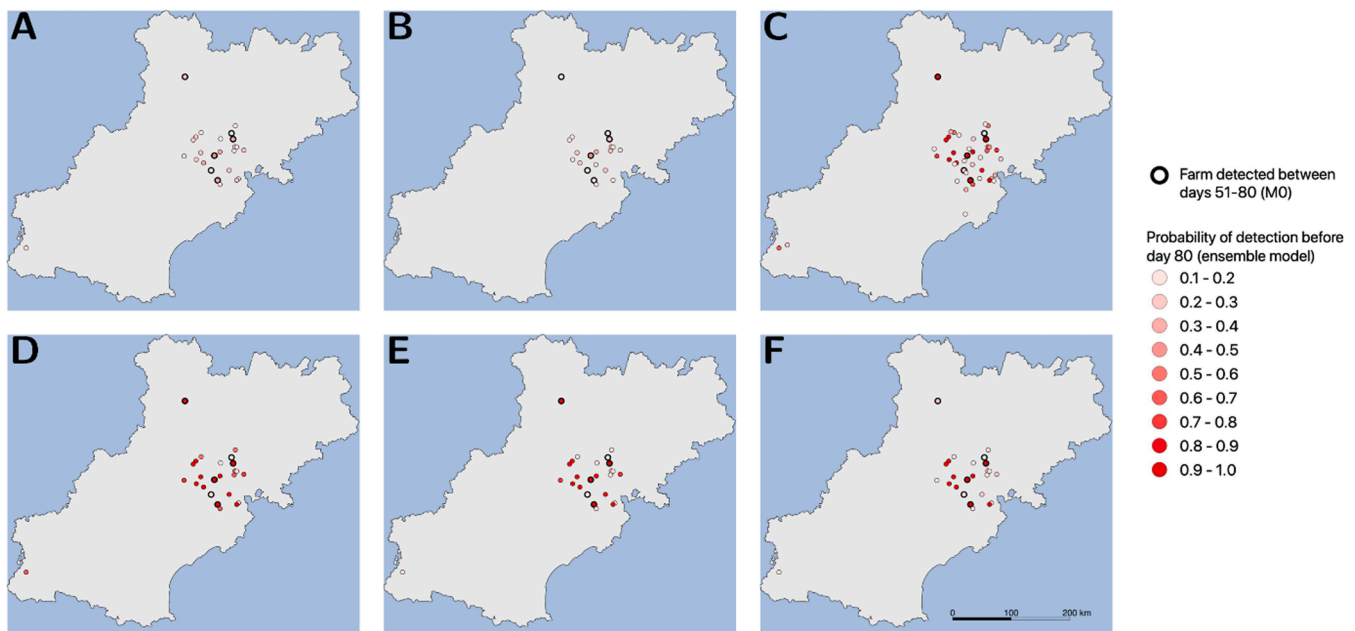 A
B
C
D
E
F
Farm detected between
days 51-80 (M0)
Probability of detection before
day 80 (ensemble model)
0.1 - 0.2
0.2 - 0.3
0.3 - 0.4
0.4 - 0.5
0.5 - 0.6
0.6 - 0.7
0.7 - 0.8
0.8 - 0.9
0.9 - 1.0
0 100 200 km